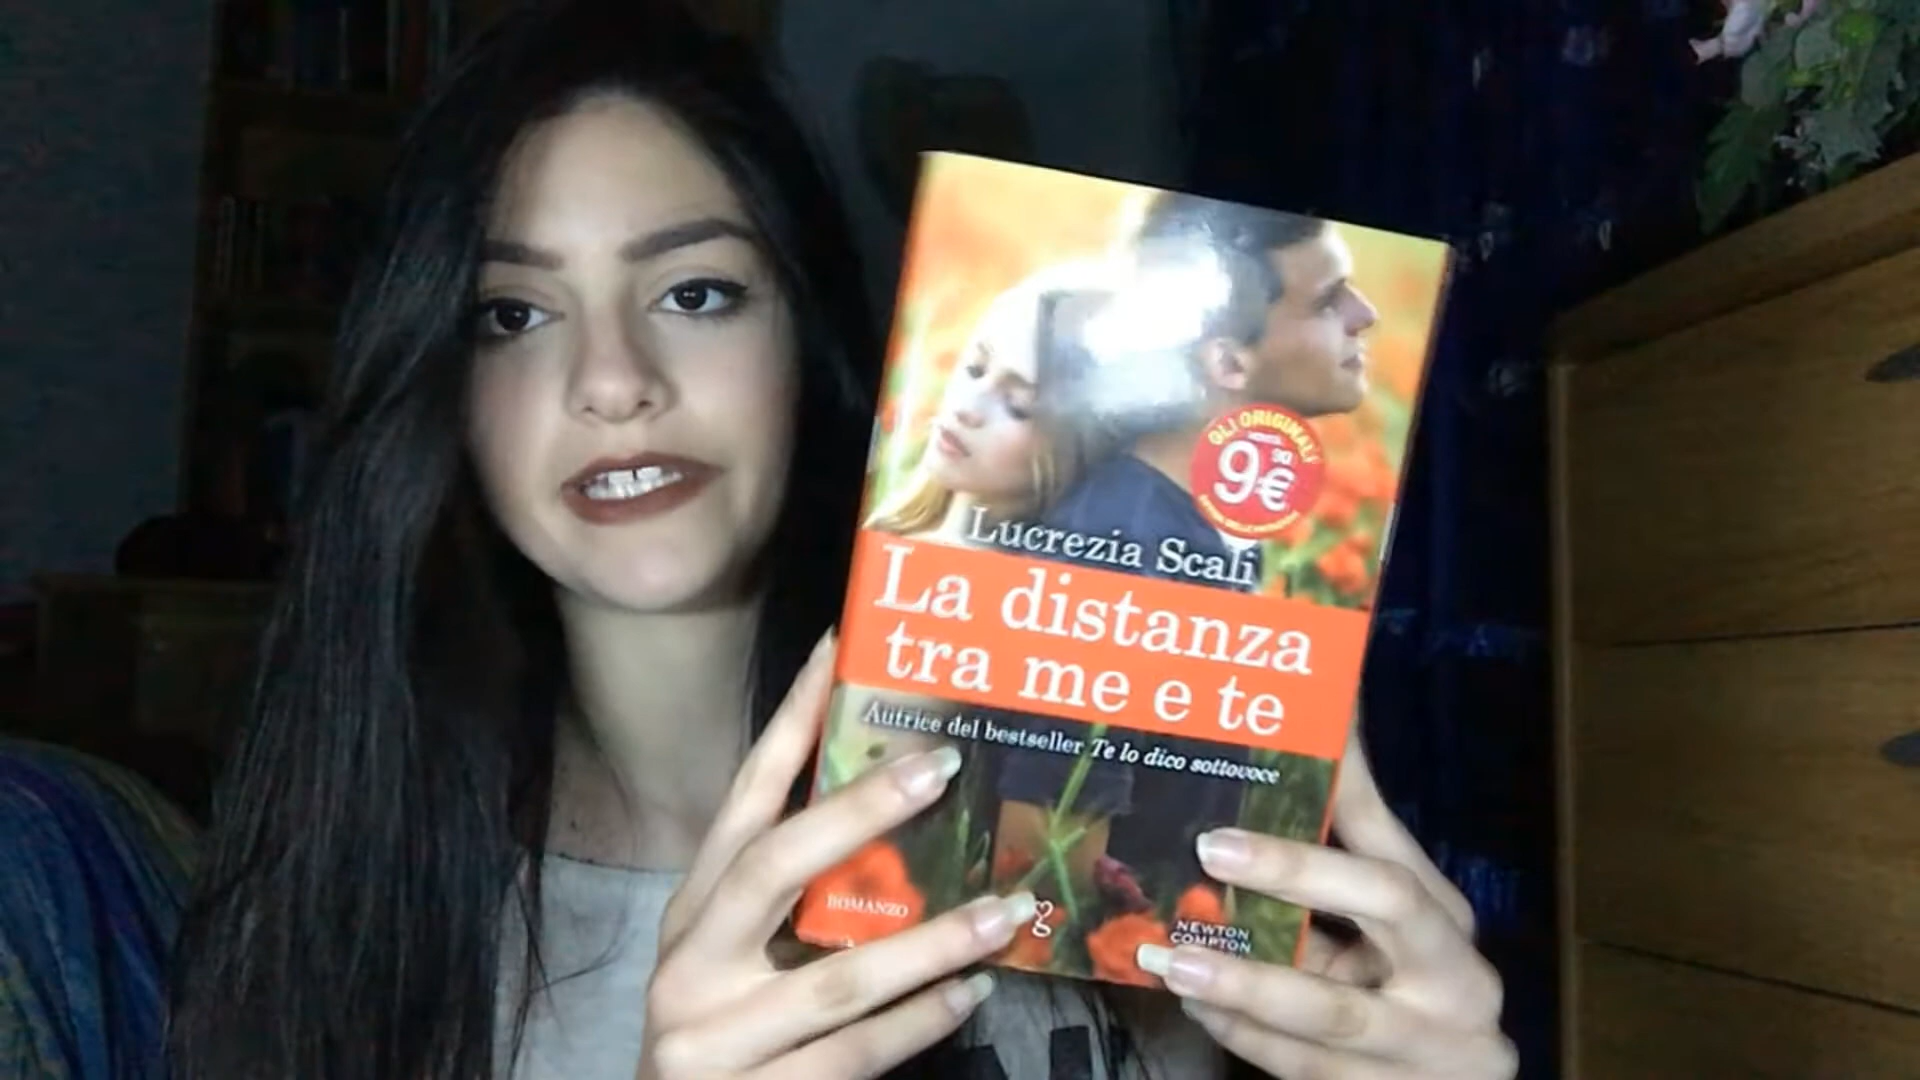 GLI ORIGINALI
9€
90
Lucrezia Scali
La distanza
tra me e te
Autrice del bestseller Te lo dico sottovoce
ROMANZO
NEWTON
COMPTON